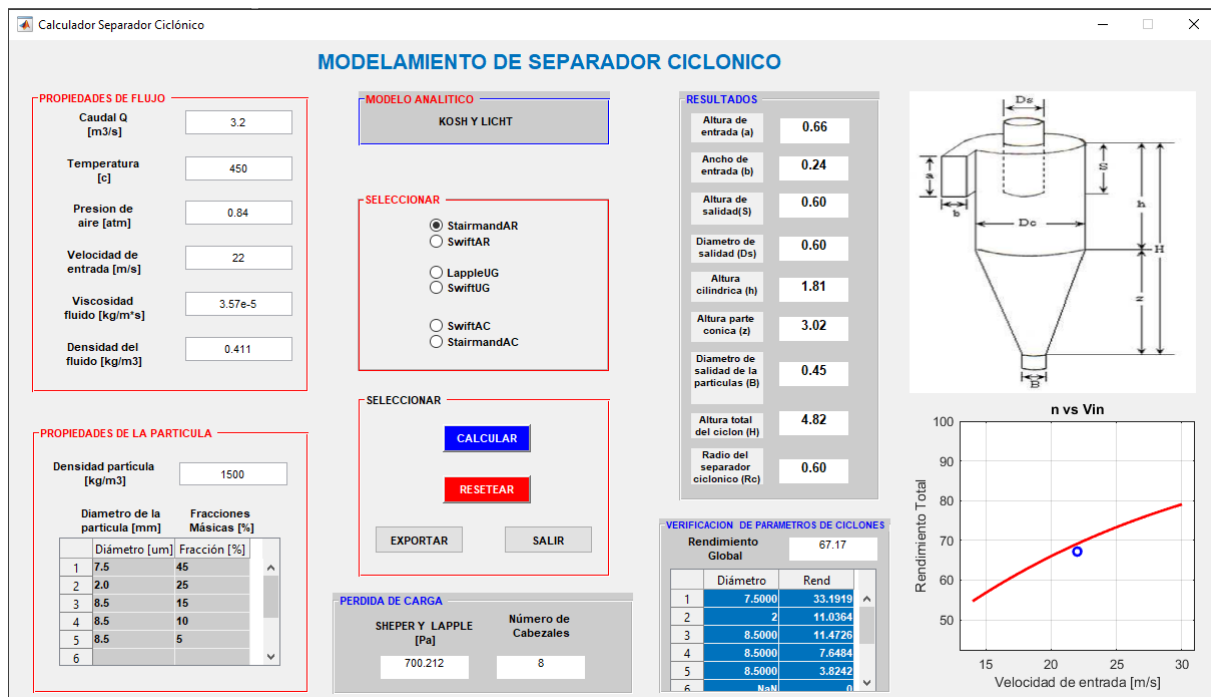 Calculador Separador Ciclónico
MODELAMIENTO DE SEPARADOR CICLONICO
PROPIEDADES DE FLUJO
Caudal Q
[m3/s]
3.2
Temperatura
[c]
450
Presion de
aire [atm]
0.84
Velocidad de
entrada [m/s]
22
Viscosidad
fluido [kg/m*s]
3.57e-5
Densidad del
fluido [kg/m3]
0.411
PROPIEDADES DE LA PARTICULA
Densidad partícula
[kg/m3]
1500
Diametro de la
particula [mm]
Fracciones
Másicas [%]
Diámetro [um] Fracción [%]
1 7.5 45
2 2.0 25
3 8.5 15
4 8.5 10
5 8.5 5
6
MODELO ANALITICO
KOSH Y LICHT
SELECCIONAR
StairmandAR
SwiftAR
LappleUG
SwiftUG
SwiftAC
StairmandAC
SELECCIONAR
CALCULAR
RESETEAR
EXPORTAR SALIR
PERDIDA DE CARGA
SHEPER Y LAPPLE
[Pa]
700.212
Número de
Cabezales
8
RESULTADOS
Altura de
entrada (a)
0.66
Ancho de
entrada (b)
0.24
Altura de
salidad(S)
0.60
Diametro de
salidad (Ds)
0.60
Altura
cilindrica (h)
1.81
Altura parte
conica (z)
3.02
Diametro de
salidad de la
particulas (B)
0.45
Altura total
del ciclon (H)
4.82
Radio del
separador
ciclonico (Rc)
0.60
VERIFICACION DE PARAMETROS DE CICLONES
Rendimiento
Global
67.17
Diámetro Rend
1 7.5000 33.1919
2 2 11.0364
3 8.5000 11.4726
4 8.5000 7.6484
5 8.5000 3.8242
6 NaN 0
Ds
a
b
S
Dc
h
H
z
B
n vs Vin
Rendimiento Total
100
90
80
70
60
50
15 20 25 30
Velocidad de entrada [m/s]